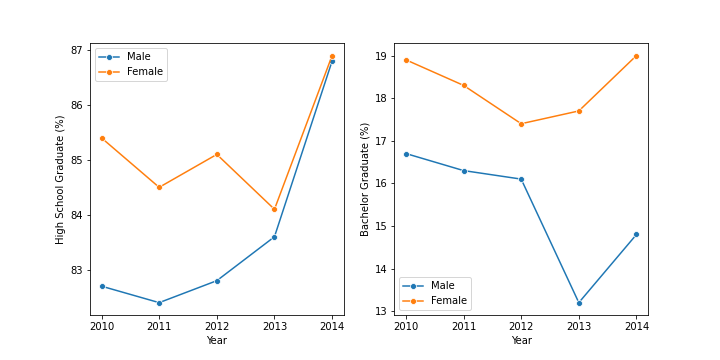 87
86
85
84
83
High School Graduate (%)
Male
Female
2010 2011 2012 2013 2014
Year
19
18
17
16
15
14
13
Bachelor Graduate (%)
Male
Female
2010 2011 2012 2013 2014
Year